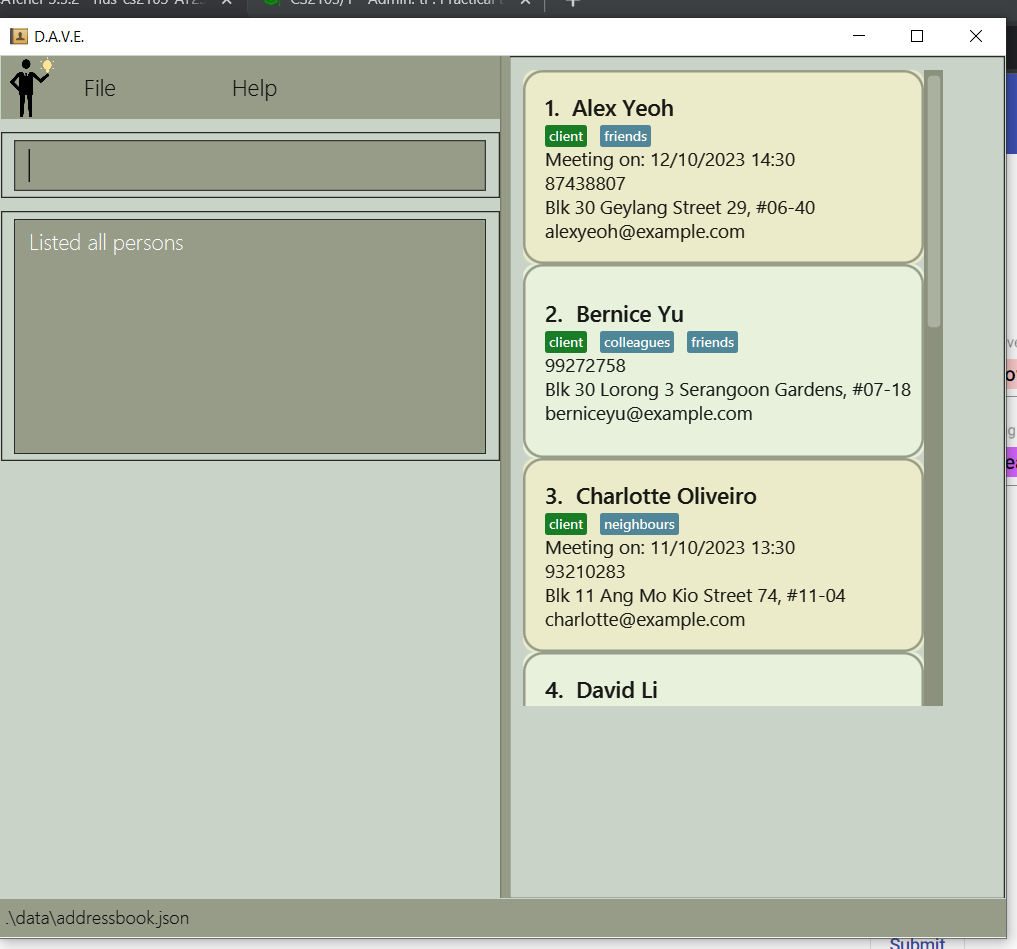 D.A.V.E.
File Help
Listed all persons
1. Alex Yeoh
client friends
Meeting on: 12/10/2023 14:30
87438807
Blk 30 Geylang Street 29, #06-40
alexyeoh@example.com
2. Bernice Yu
client colleagues friends
99272758
Blk 30 Lorong 3 Serangoon Gardens, #07-18
berniceyu@example.com
3. Charlotte Oliveiro
client neighbours
Meeting on: 11/10/2023 13:30
93210283
Blk 11 Ang Mo Kio Street 74, #11-04
charlotte@example.com
4. David Li
.\data\addressbook.json
Submit